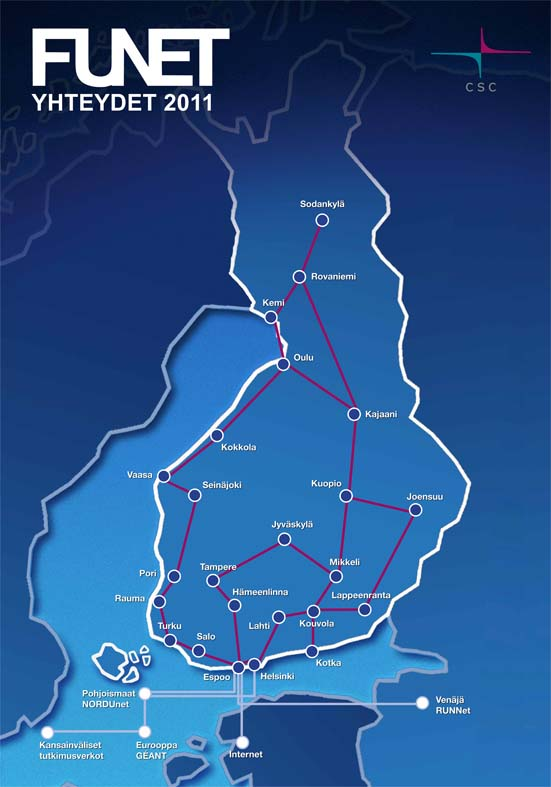 FUNET
YHTEYDET 2011
CSC
Sodankylä
Rovaniemi
Kemi
Oulu
Kajaani
Kokkola
Vaasa
Seinäjoki
Kuopio
Joensuu
Jyväskylä
Pori
Tampere
Mikkeli
Rauma
Hämeenlinna
Lappeenranta
Turku
Salo
Lahti
Kouvola
Espoo
Helsinki
Kotka
Pohjoismaat
NORDUnet
Venäjä
RUNNet
Kansainväliset
tutkimusverkot
Eurooppa
GÉANT
Internet